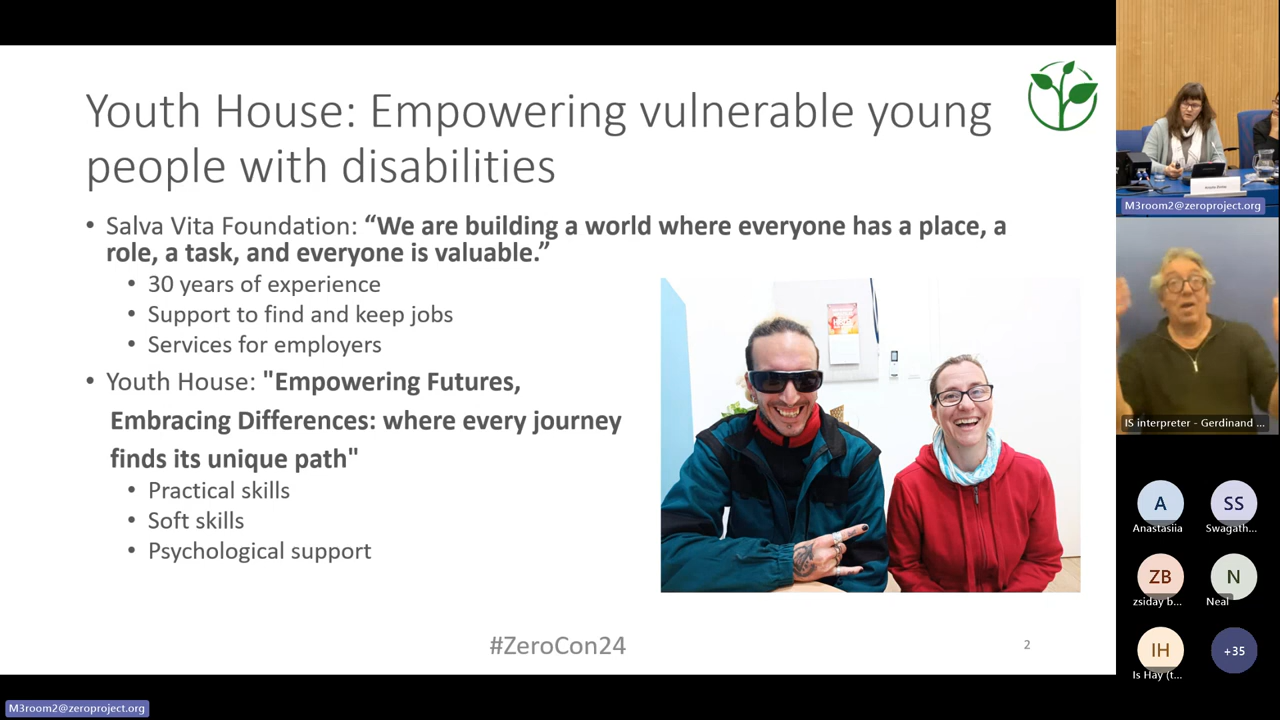 Youth House: Empowering vulnerable young
people with disabilities
• Salva Vita Foundation: “We are building a world where everyone has a place, a
role, a task, and everyone is valuable.”
• 30 years of experience
• Support to find and keep jobs
• Services for employers
• Youth House: "Empowering Futures,
Embracing Differences: where every journey
finds its unique path"
• Practical skills
• Soft skills
• Psychological support
#ZeroCon24
2
M3room2@zeroproject.org
IS interpreter - Gerdinand ...
A
Anastasiia
SS
Swagath...
ZB
zsiday b...
N
Neal
IH
Is Hay (t...
+35
M3room2@zeroproject.org